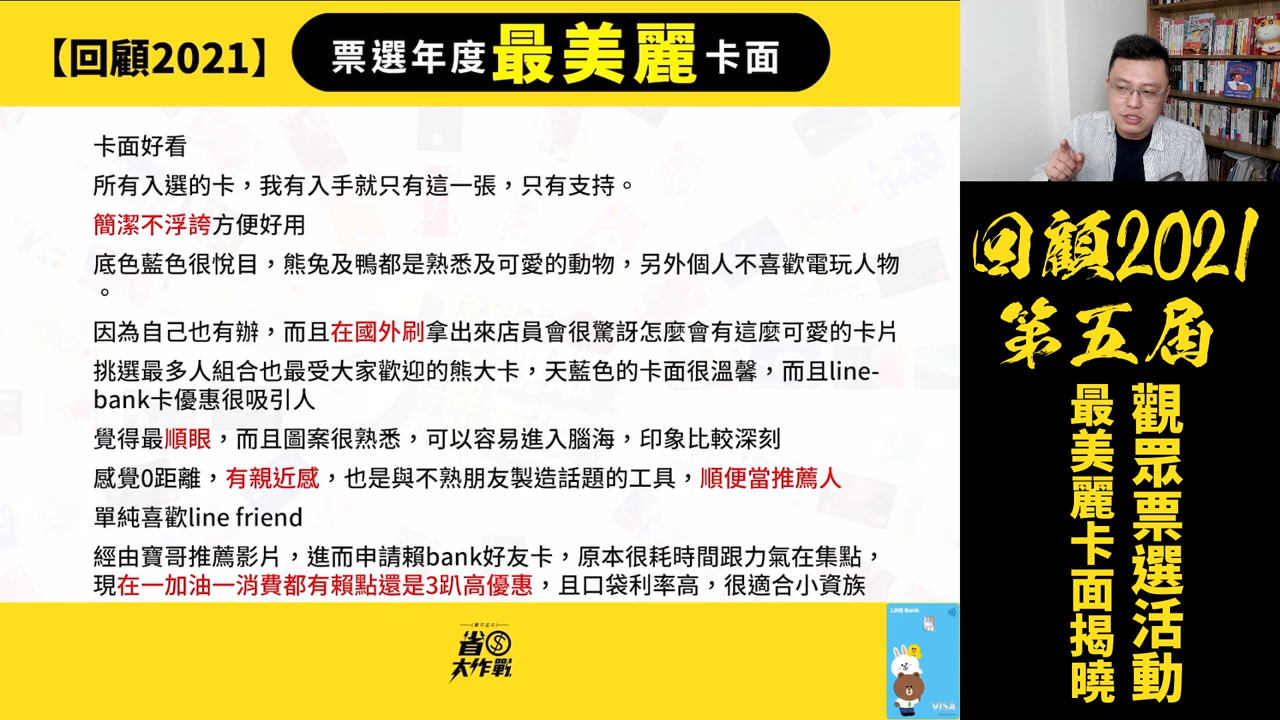 【回顧2021】
票選年度最美麗卡面
卡面好看
所有入選的卡，我有入手就只有這一張，只有支持。
簡潔不浮誇方便好用
底色藍色很悅目，熊兔及鴨都是熟悉及可愛的動物，另外個人不喜歡電玩人物
。
因為自己也有辦，而且在國外刷拿出來店員會很驚訝怎麼會有這麼可愛的卡片
挑選最多人組合也最受大家歡迎的熊大卡，天藍色的卡面很溫馨，而且line-
bank卡優惠很吸引人
覺得最順眼，而且圖案很熟悉，可以容易進入腦海，印象比較深刻
感覺0距離，有親近感，也是與不熟朋友製造話題的工具，順便當推薦人
單純喜歡line friend
經由寶哥推薦影片，進而申請賴bank好友卡，原本很耗時間跟力氣在集點，
現在一加油一消費都有賴點還是3趴高優惠，且口袋利率高，很適合小資族
省$
大作戰
LINE Bank
VISA
回顧2021
第五屆
觀眾票選活動
最美麗卡面揭曉